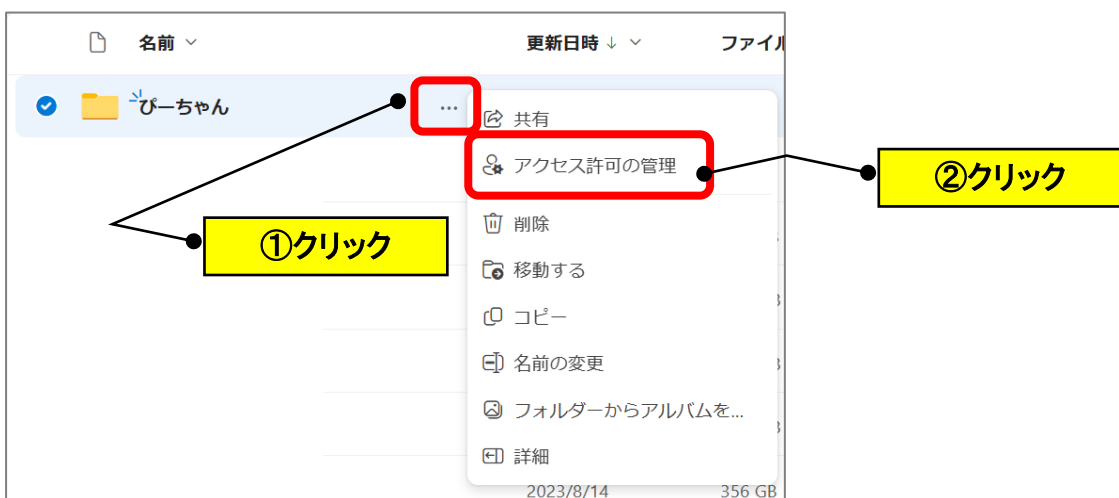 名前 更新日時 ↓ ファイル
ぴーちゃん ...
共有
アクセス許可の管理
②クリック
削除
①クリック
移動する
コピー
名前の変更
フォルダーからアルバムを...
詳細
2023/8/14 356 GB